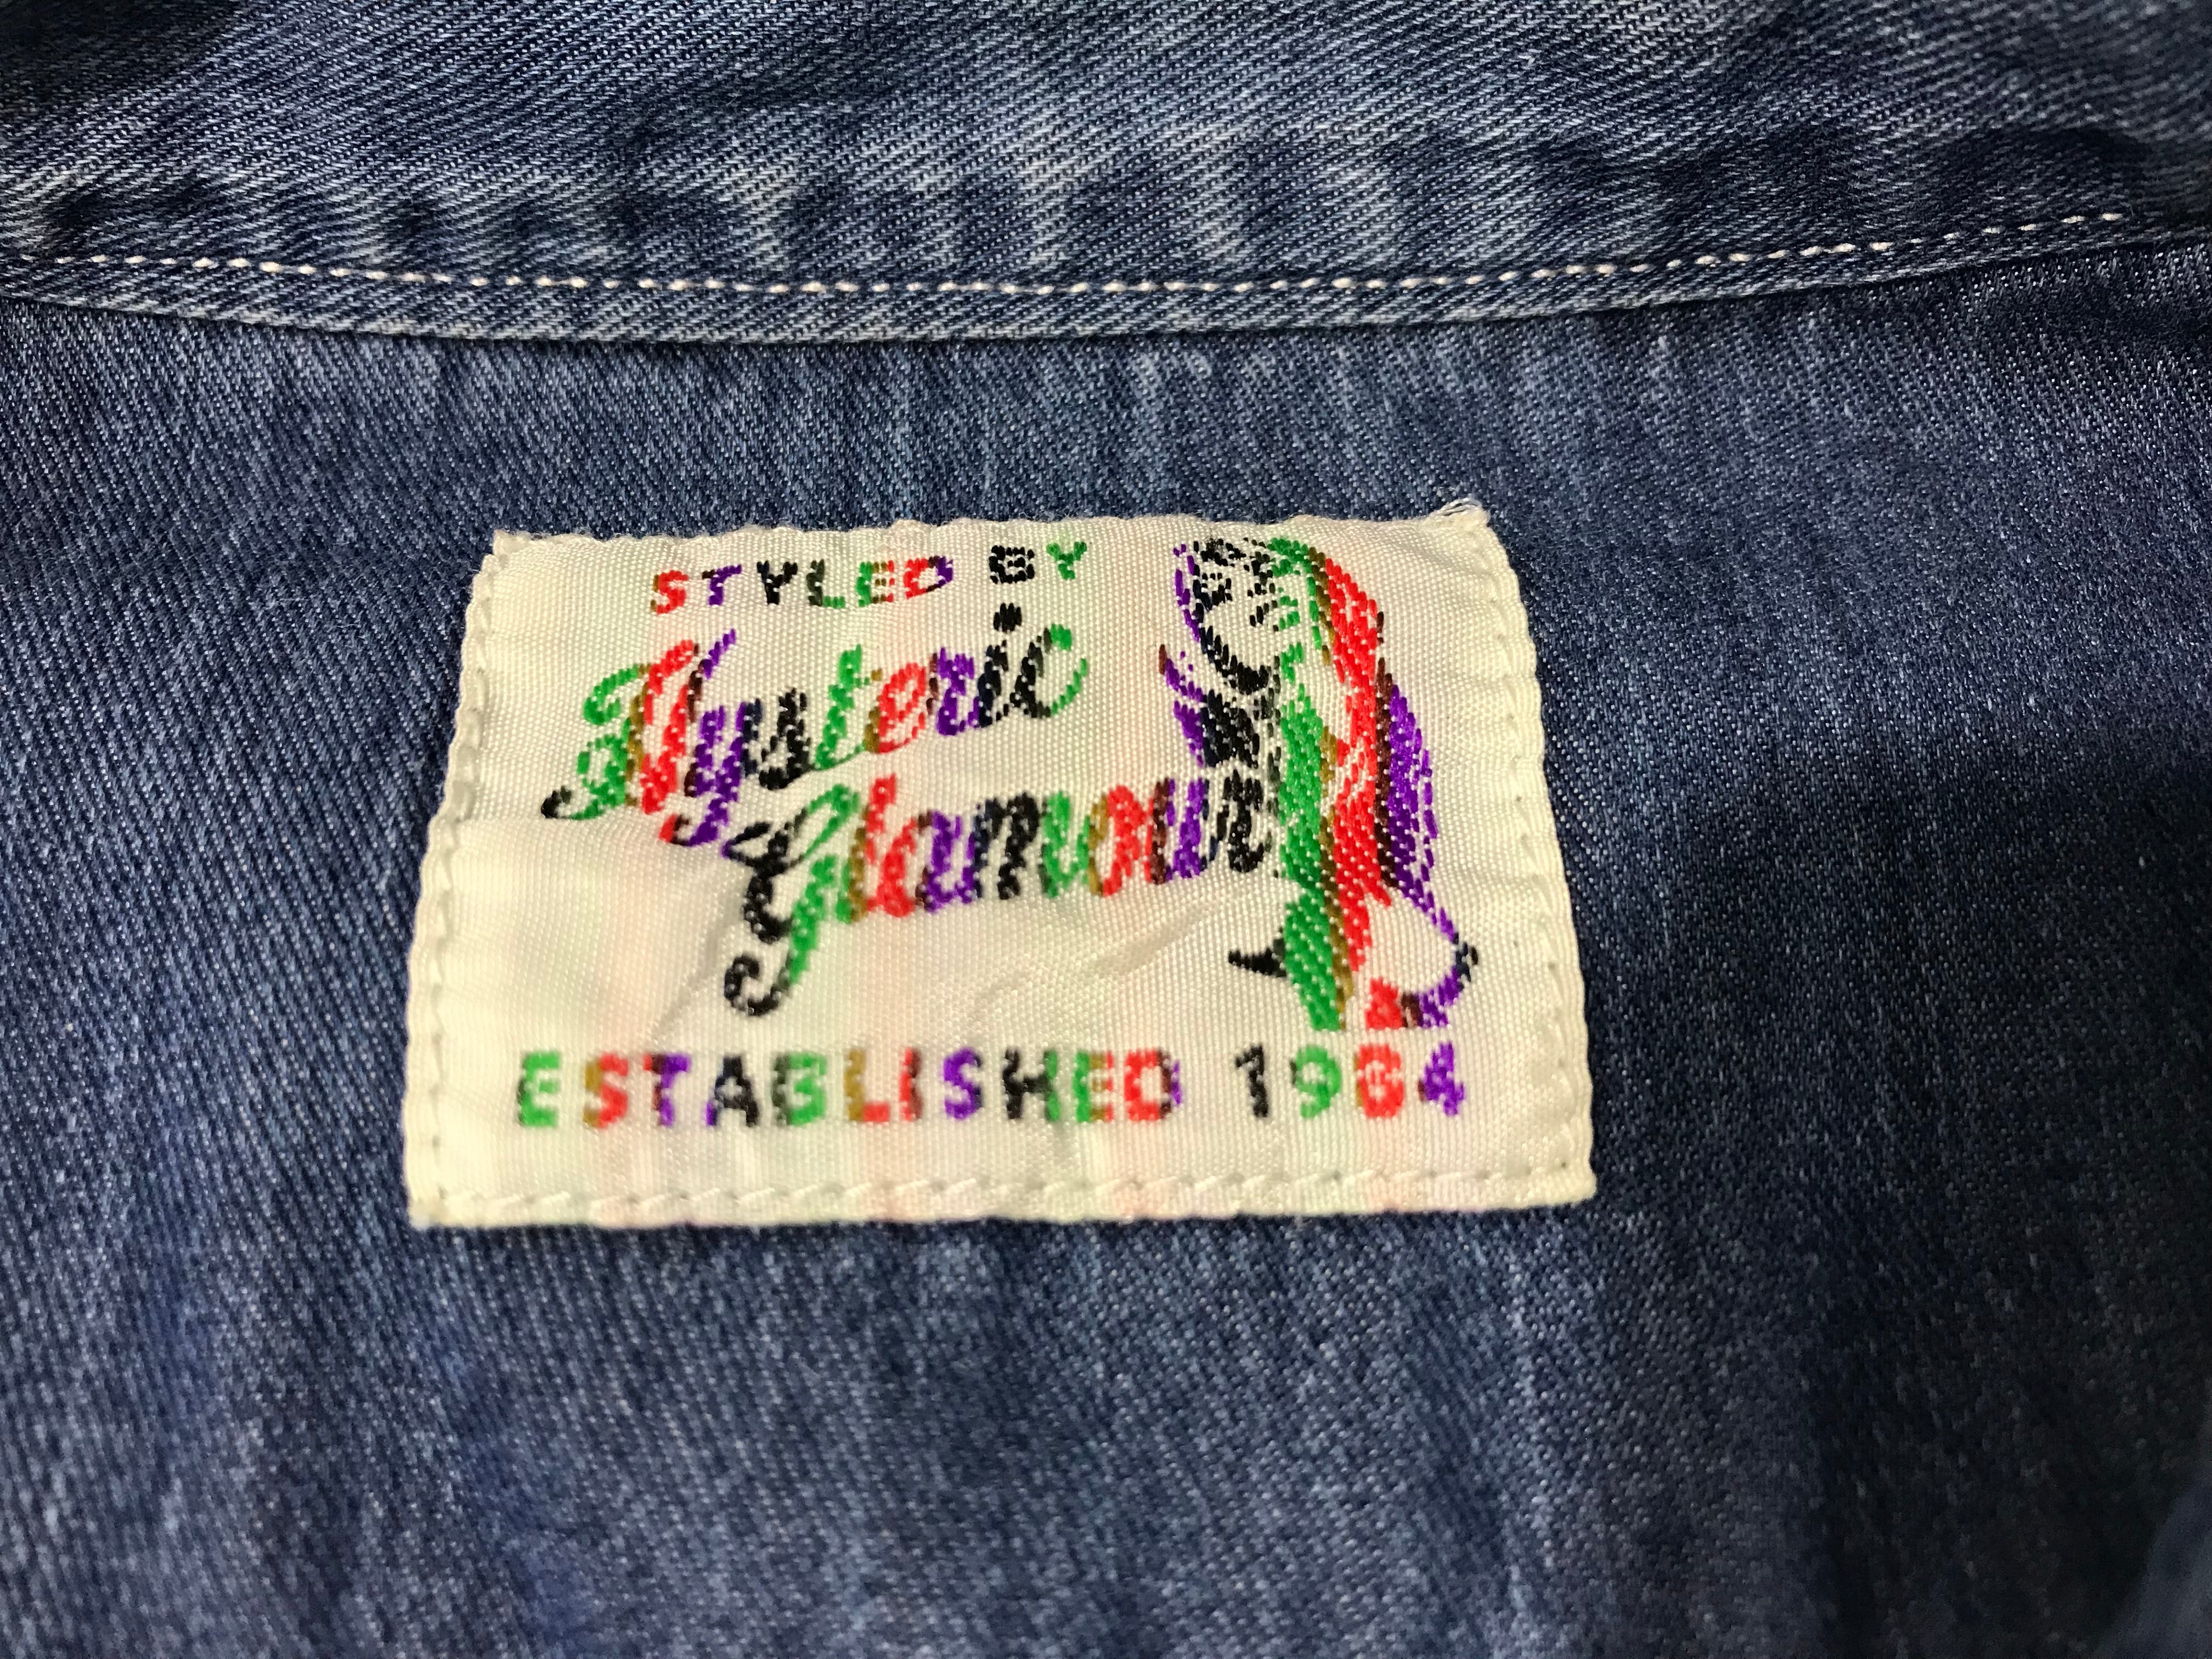 STYLED BY
Hysteric
Glamour
ESTABLISHED 1984